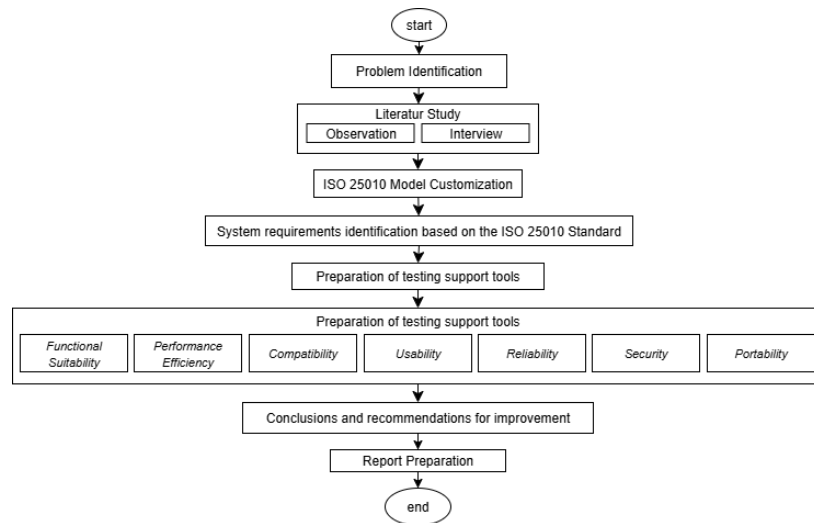 start
Problem Identification
Literatur Study
Observation
Interview
ISO 25010 Model Customization
System requirements identification based on the ISO 25010 Standard
Preparation of testing support tools
Preparation of testing support tools
Functional
Suitability
Performance
Efficiency
Compatibility
Usability
Reliability
Security
Portability
Conclusions and recommendations for improvement
Report Preparation
end